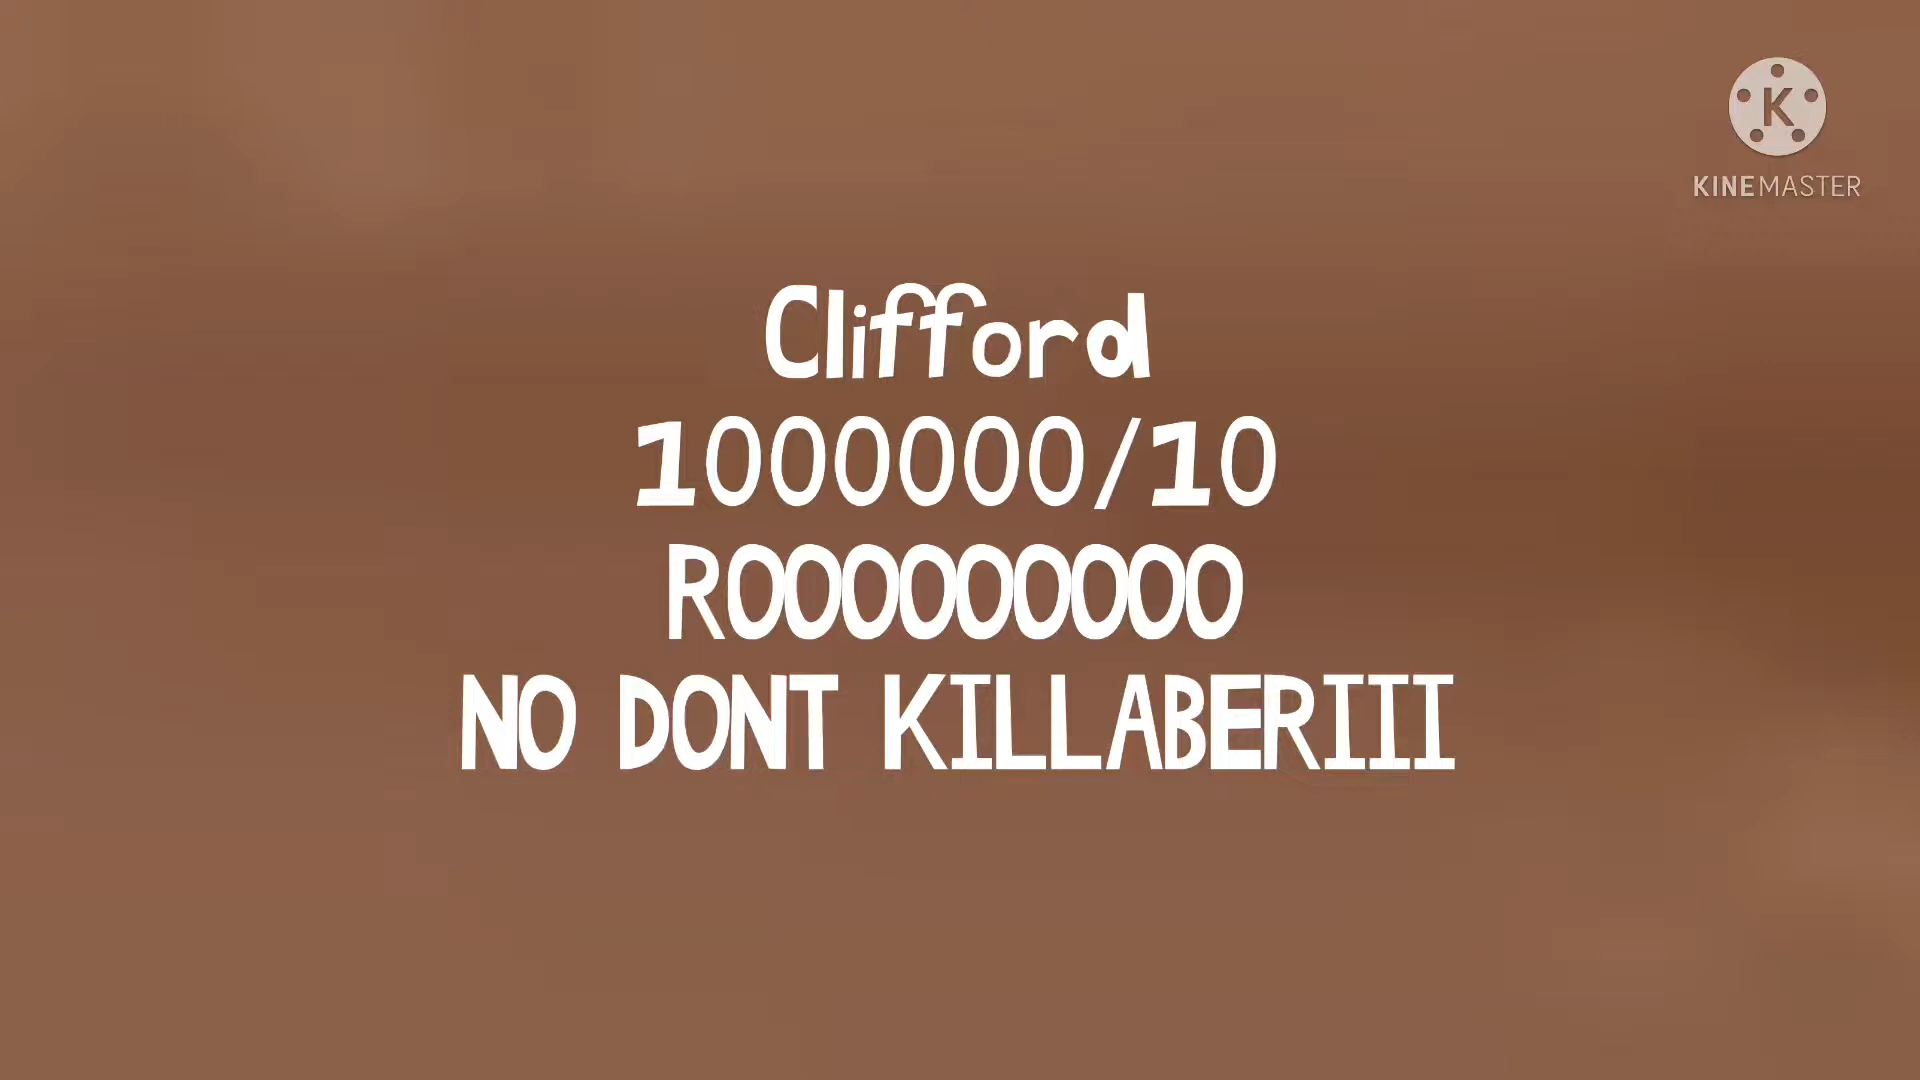 K
KINEMASTER
Clifford
1000000/10
ROOOOOOOOO
NO DONT KILLABERIII